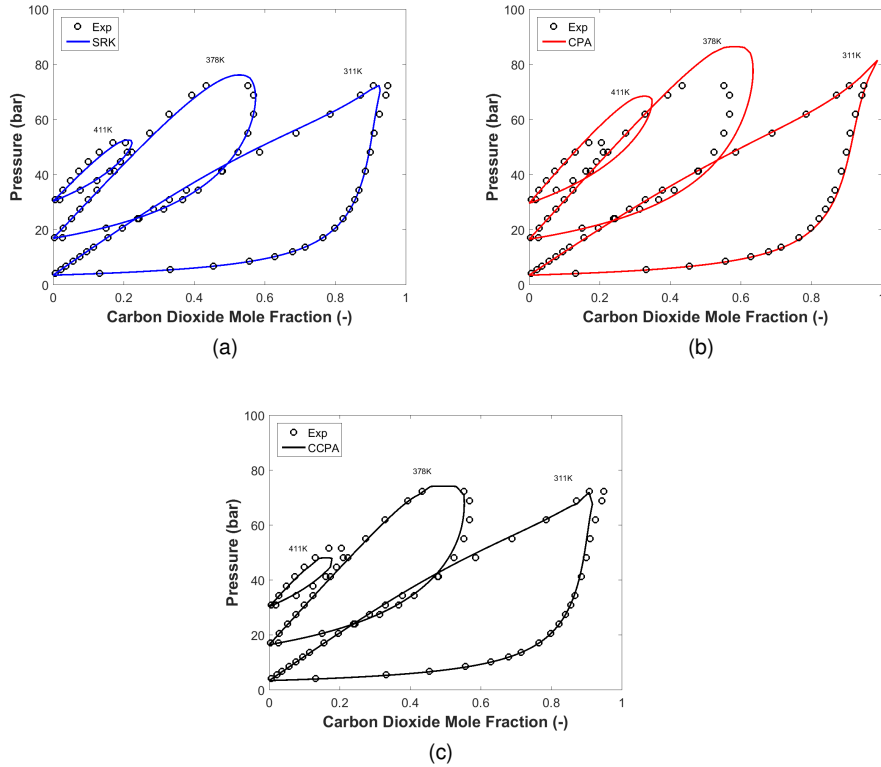 100
80
60
40
20
0
Pressure (bar)
Exp
SRK
378K
311K
411K
0 0.2 0.4 0.6 0.8 1
Carbon Dioxide Mole Fraction (-)
(a)
100
80
60
40
20
0
Pressure (bar)
Exp
CPA
378K
311K
411K
0 0.2 0.4 0.6 0.8 1
Carbon Dioxide Mole Fraction (-)
(b)
100
80
60
40
20
0
Pressure (bar)
Exp
CCPA
378K
311K
411K
0 0.2 0.4 0.6 0.8 1
Carbon Dioxide Mole Fraction (-)
(c)